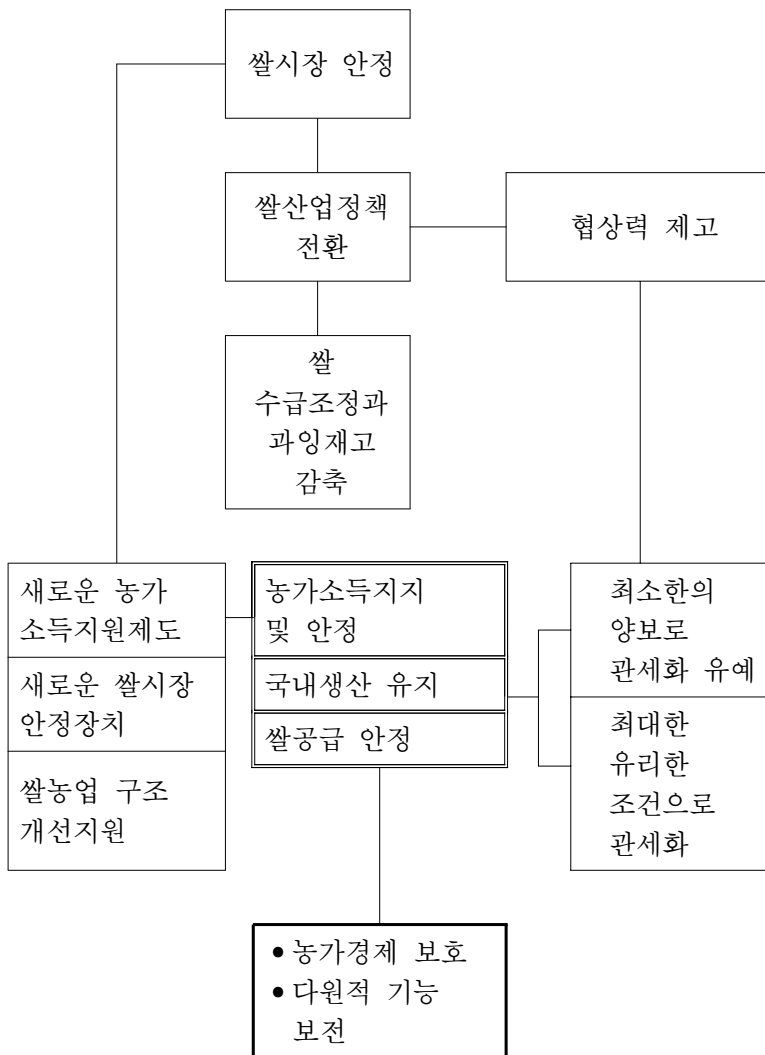 쌀시장 안정
쌀산업정책
전환
협상력 제고
쌀
수급조정과
과잉재고
감축
새로운 농가
소득지원제도
새로운 쌀시장
안정장치
쌀농업 구조
개선지원
농가소득지지
및 안정
국내생산 유지
쌀공급 안정
최소한의
양보로
관세화 유예
최대한
유리한
조건으로
관세화
• 농가경제 보호
• 다원적 기능
보전